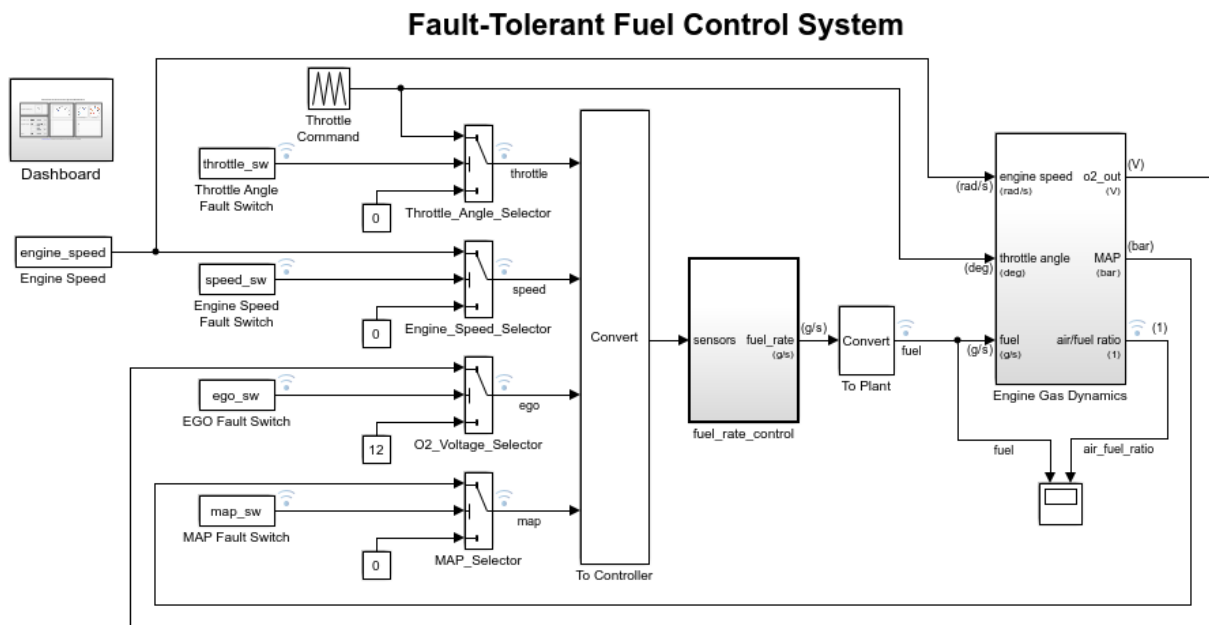 Fault-Tolerant Fuel Control System
Dashboard
Throttle
Command
throttle_sw
Throttle Angle
Fault Switch
0
Throttle_Angle_Selector
throttle
engine_speed
Engine Speed
speed_sw
Engine Speed
Fault Switch
0
Engine_Speed_Selector
speed
ego_sw
EGO Fault Switch
12
O2_Voltage_Selector
ego
map_sw
MAP Fault Switch
0
MAP_Selector
map
Convert
To Controller
sensors
fuel_rate
(g/s)
fuel_rate_control
(g/s)
Convert
To Plant
fuel
(rad/s)
(deg)
(g/s)
engine speed
(rad/s)
throttle angle
(deg)
fuel
(g/s)
o2_out
(V)
MAP
(bar)
air/fuel ratio
(1)
Engine Gas Dynamics
(V)
(bar)
(1)
fuel
air_fuel_ratio